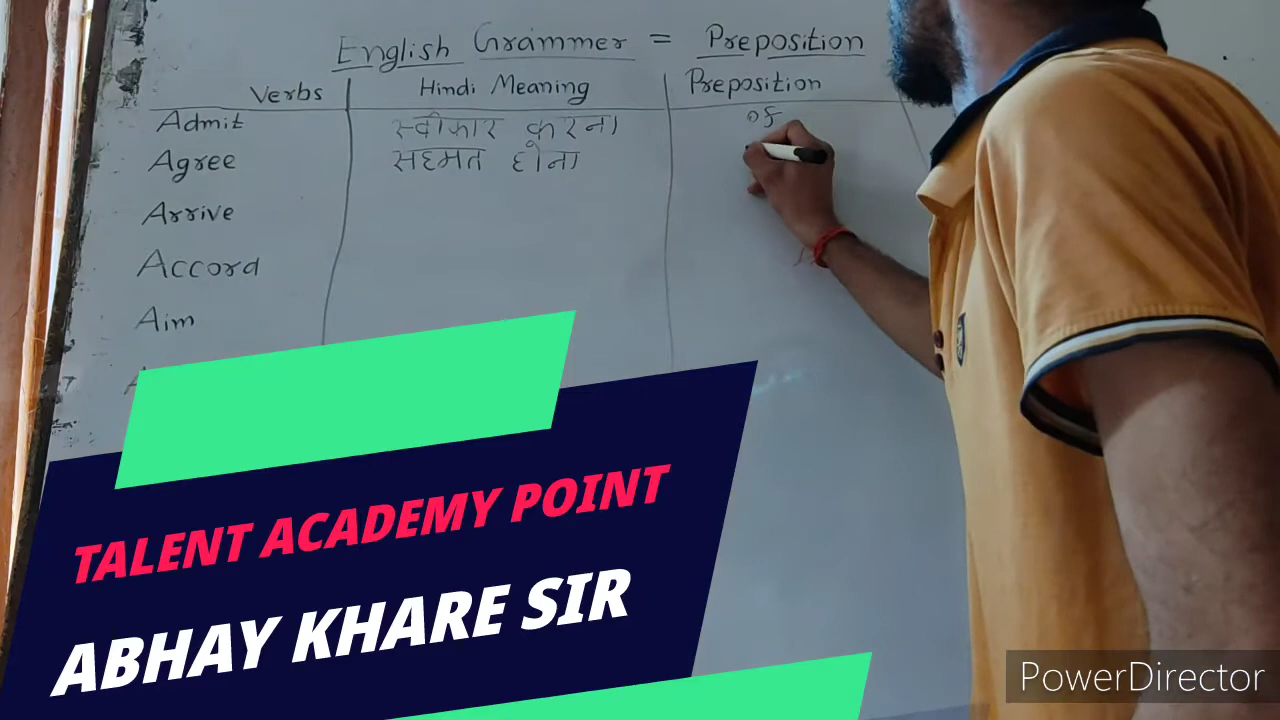 English Grammer = Preposition
Verbs Hindi Meaning Preposition
Admit स्वीकार करना of
Agree सहमत होना
Arrive
Accord
Aim
TALENT ACADEMY POINT
ABHAY KHARE SIR
PowerDirector